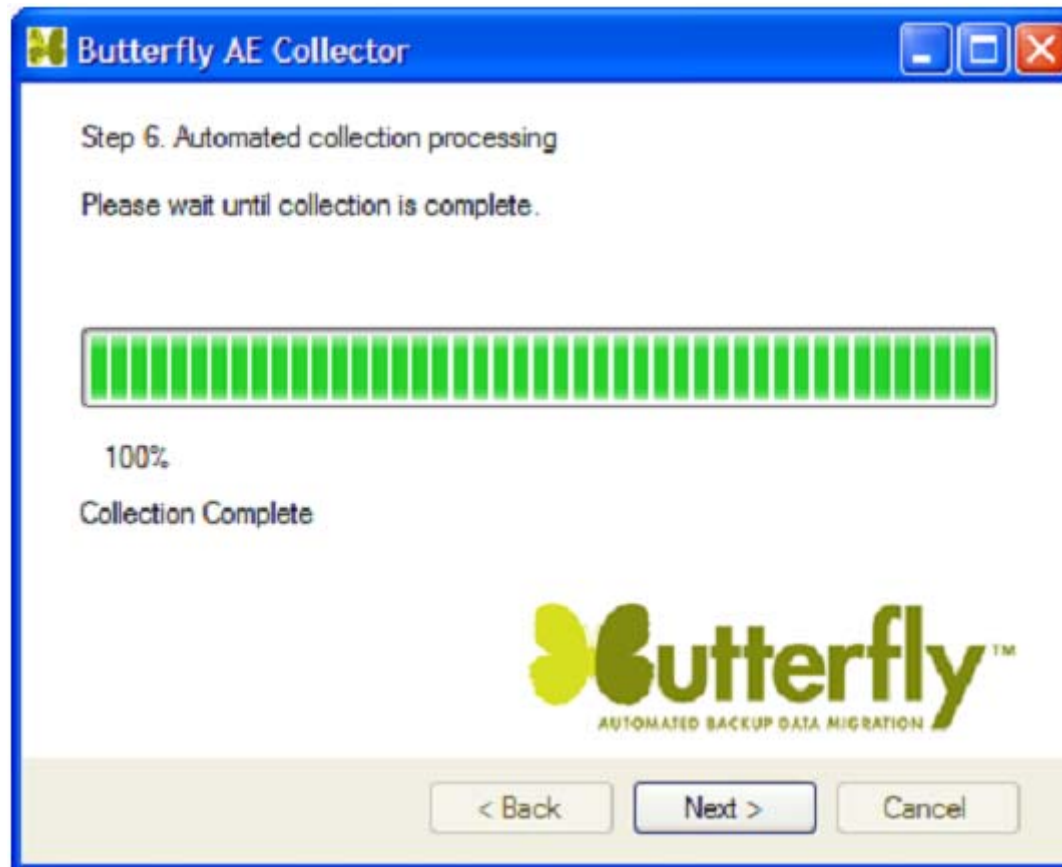 Butterfly AE Collector
Step 6. Automated collection processing
Please wait until collection is complete.
100%
Collection Complete
Butterfly™
AUTOMATED BACKUP DATA MIGRATION
< Back Next > Cancel